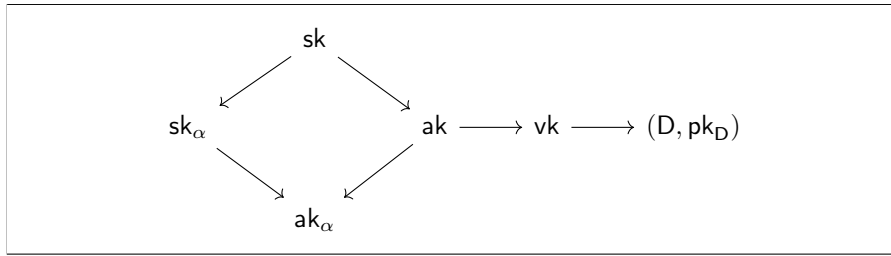 sk
sk_α ak vk (D, pk_D)
ak_α